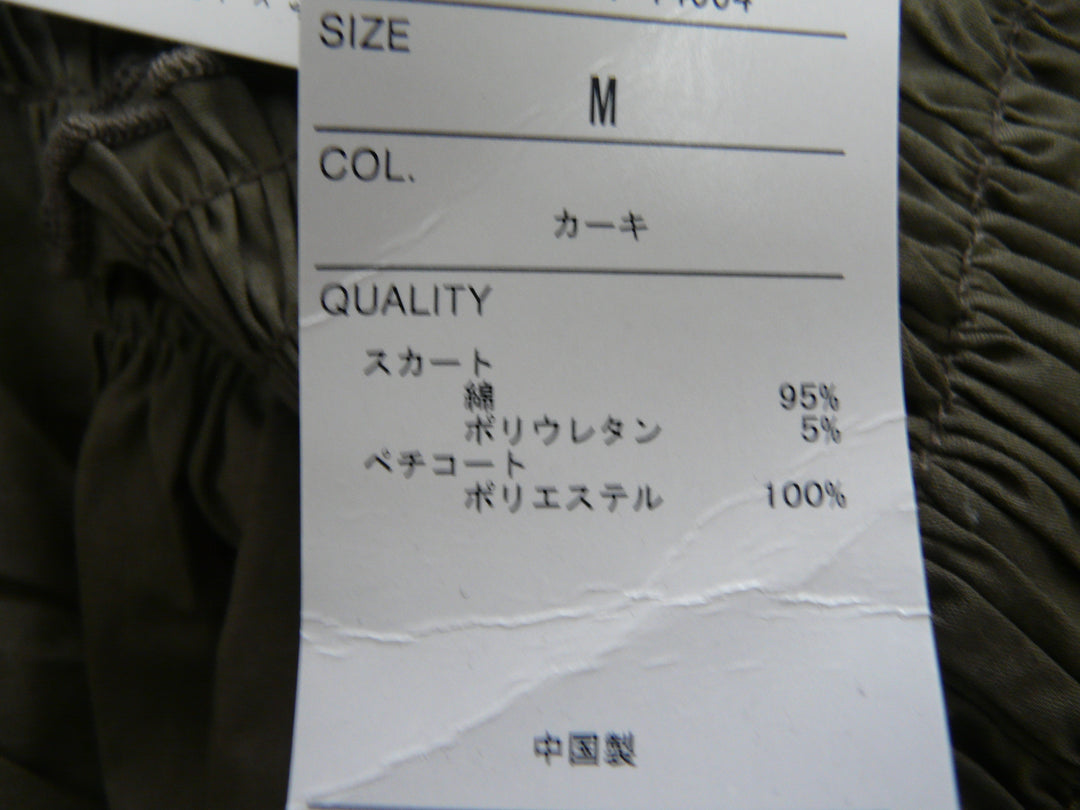 SIZE
M
COL.
カーキ
QUALITY
スカート
綿 95%
ポリウレタン 5%
ペチコート
ポリエステル 100%
中国製